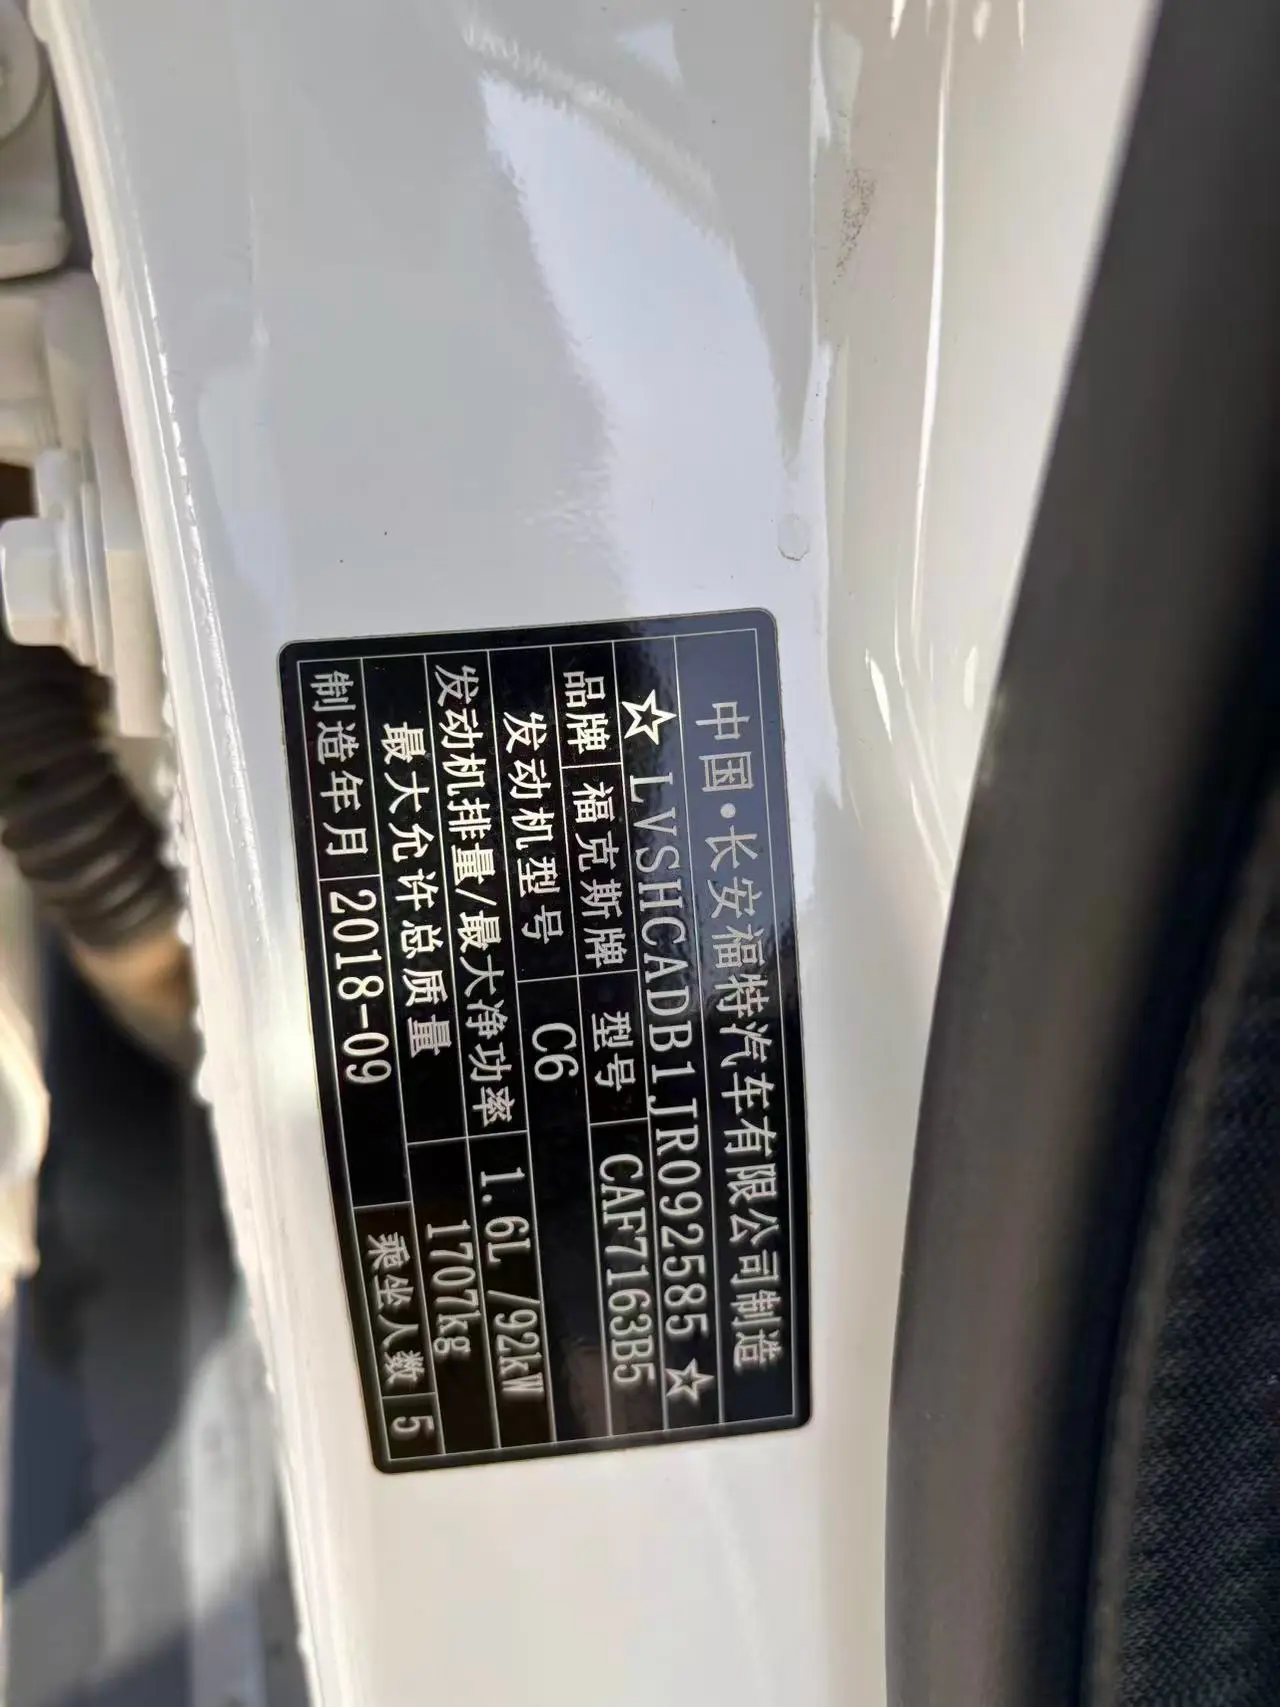 中国·长安福特汽车有限公司制造
☆ LVSHCADB1JR092585 ☆
品牌 福克斯牌 型号 CAF7163B5
发动机型号 C6
发动机排量/最大净功率 1.6L /92kW
最大允许总质量 1707kg
制造年月 2018-09 乘坐人数 5